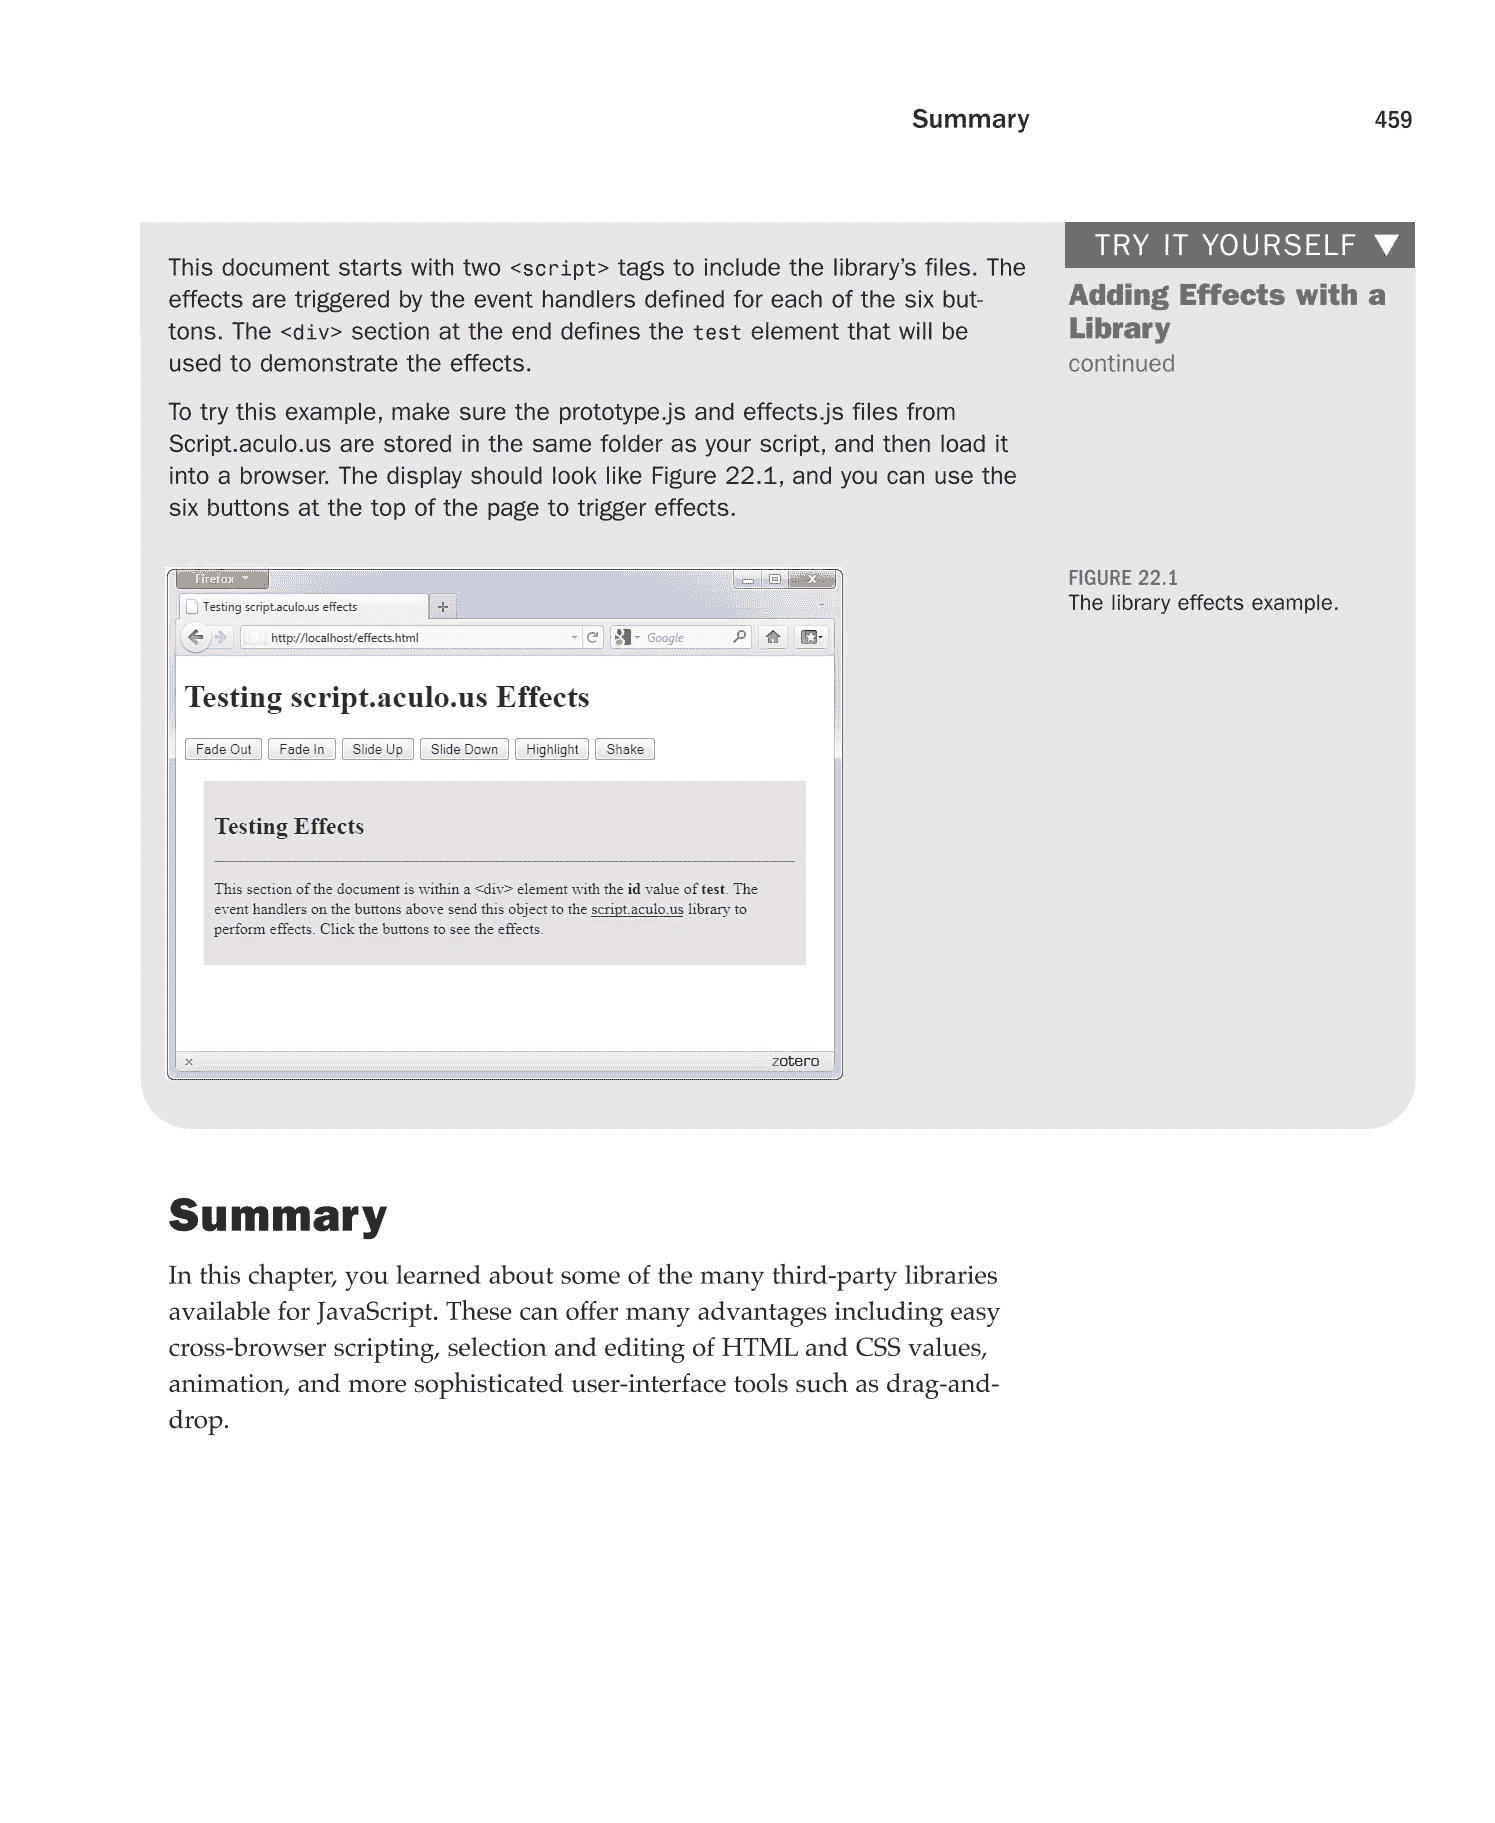 Summary 459
TRY IT YOURSELF ▼
Adding Effects with a
Library
continued
This document starts with two <script> tags to include the library’s files. The
effects are triggered by the event handlers defined for each of the six but-
tons. The <div> section at the end defines the test element that will be
used to demonstrate the effects.
To try this example, make sure the prototype.js and effects.js files from
Script.aculo.us are stored in the same folder as your script, and then load it
into a browser. The display should look like Figure 22.1, and you can use the
six buttons at the top of the page to trigger effects.
FIGURE 22.1
The library effects example.
Firefox
Testing script.aculo.us effects
http://localhost/effects.html Google
Testing script.aculo.us Effects
Fade Out Fade In Slide Up Slide Down Highlight Shake
Testing Effects
This section of the document is within a <div> element with the id value of test. The
event handlers on the buttons above send this object to the script.aculo.us library to
perform effects. Click the buttons to see the effects.
x zotero
Summary
In this chapter, you learned about some of the many third-party libraries
available for JavaScript. These can offer many advantages including easy
cross-browser scripting, selection and editing of HTML and CSS values,
animation, and more sophisticated user-interface tools such as drag-and-
drop.